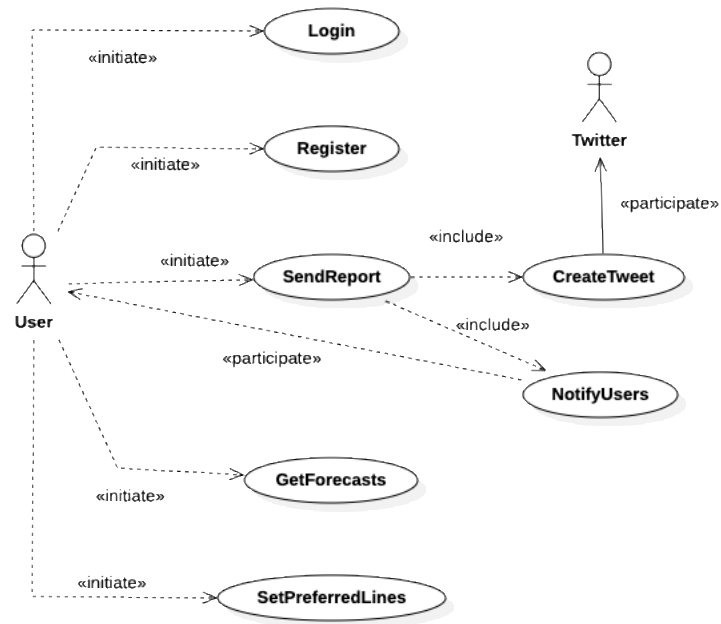 Login
«initiate»
Twitter
Register
«initiate»
«participate»
«include»
«initiate»
SendReport
CreateTweet
User
«include»
«participate»
NotifyUsers
GetForecasts
«initiate»
«initiate»
SetPreferredLines